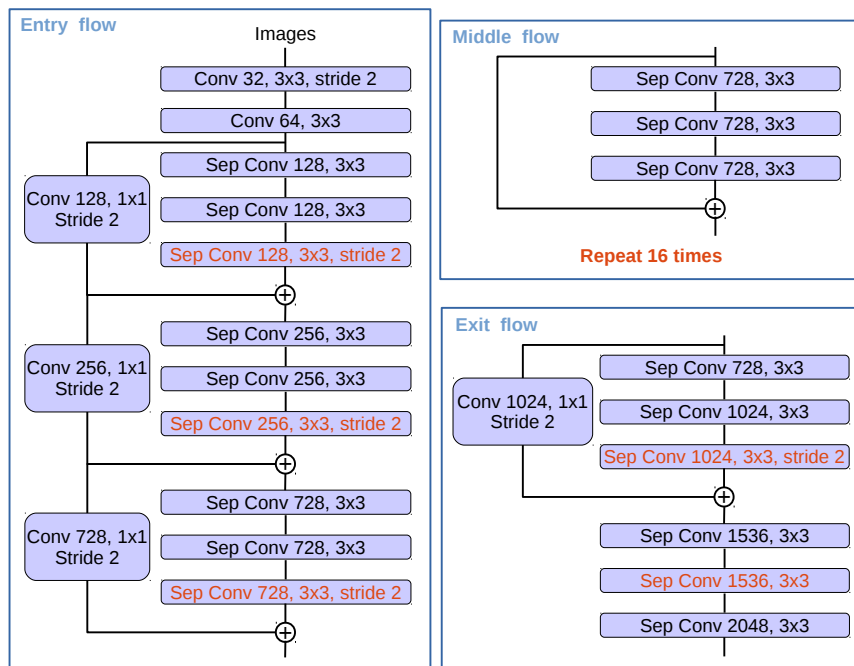 Entry flow
Images
Conv 32, 3x3, stride 2
Conv 64, 3x3
Sep Conv 128, 3x3
Conv 128, 1x1
Stride 2
Sep Conv 128, 3x3
Sep Conv 128, 3x3, stride 2
Sep Conv 256, 3x3
Conv 256, 1x1
Stride 2
Sep Conv 256, 3x3
Sep Conv 256, 3x3, stride 2
Sep Conv 728, 3x3
Conv 728, 1x1
Stride 2
Sep Conv 728, 3x3
Sep Conv 728, 3x3, stride 2
Middle flow
Sep Conv 728, 3x3
Sep Conv 728, 3x3
Sep Conv 728, 3x3
Repeat 16 times
Exit flow
Sep Conv 728, 3x3
Conv 1024, 1x1
Stride 2
Sep Conv 1024, 3x3
Sep Conv 1024, 3x3, stride 2
Sep Conv 1536, 3x3
Sep Conv 1536, 3x3
Sep Conv 2048, 3x3